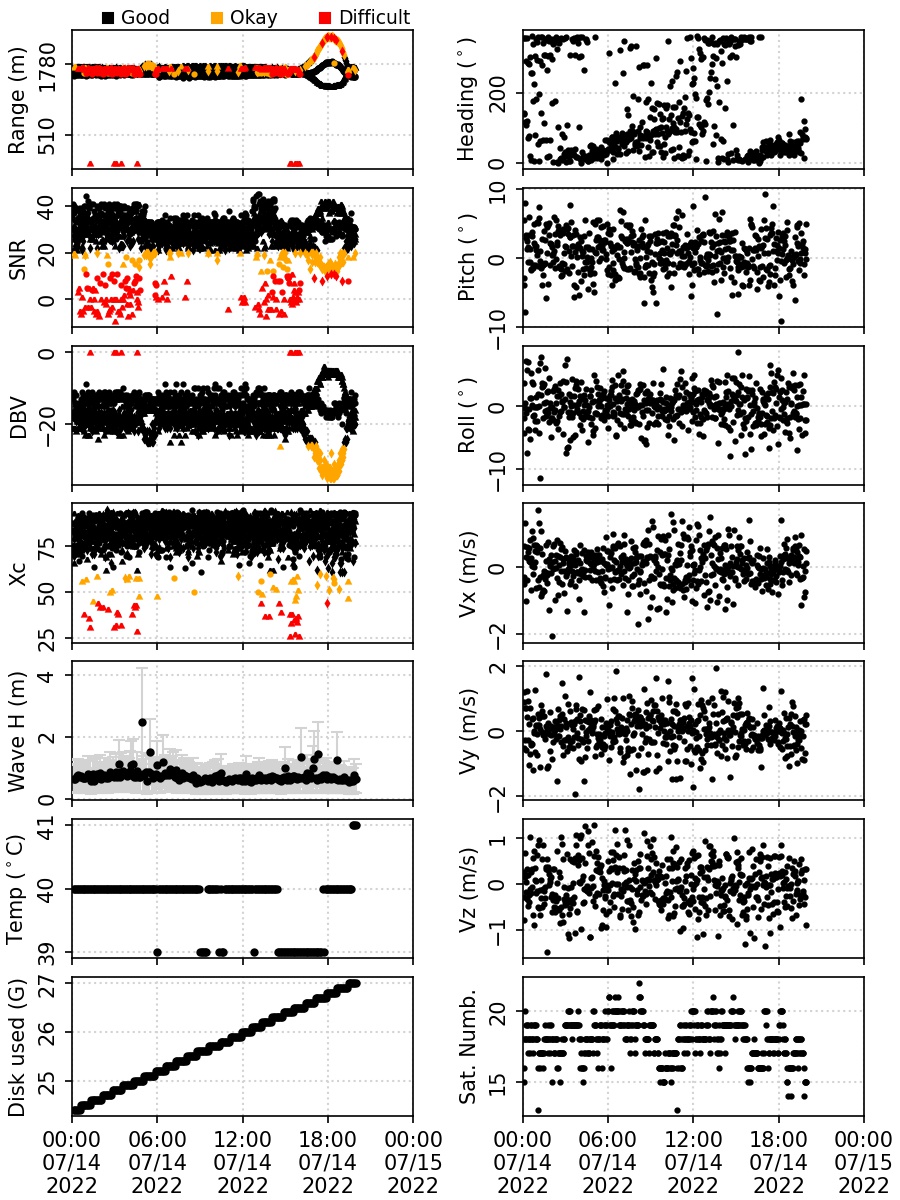 Good Okay Difficult
Range (m)
1780
510
Heading ( ° )
200
0
SNR
40
20
0
Pitch ( ° )
10
0
−10
DBV
0
−20
Roll ( ° )
0
−10
Xc
75
50
25
Vx (m/s)
0
−2
Wave H (m)
4
2
0
Vy (m/s)
2
0
−2
Temp ( ° C)
41
40
39
Vz (m/s)
1
0
−1
Disk used (G)
27
26
25
Sat. Numb.
20
15
00:00 06:00 12:00 18:00 00:00
07/14 07/14 07/14 07/14 07/15
2022 2022 2022 2022 2022
00:00 06:00 12:00 18:00 00:00
07/14 07/14 07/14 07/14 07/15
2022 2022 2022 2022 2022